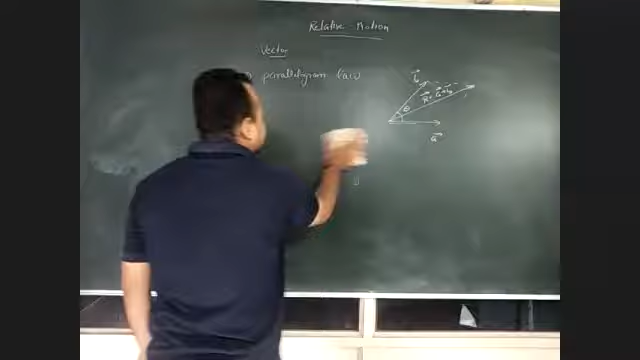 Relative Motion
Vector
parallelogram law
b
θ
R = a + b
a